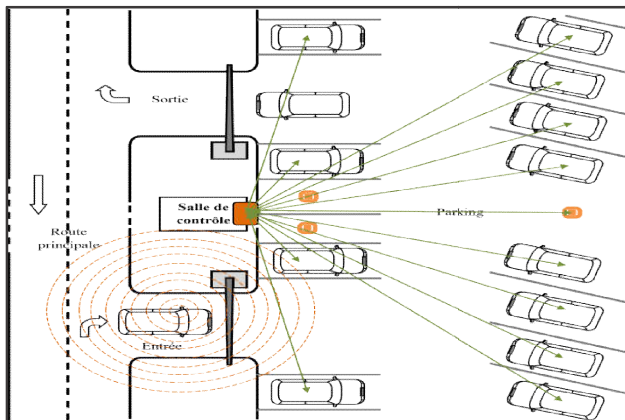 Sortie
Salle de
contrôle
Parking
Route
principale
Entrée